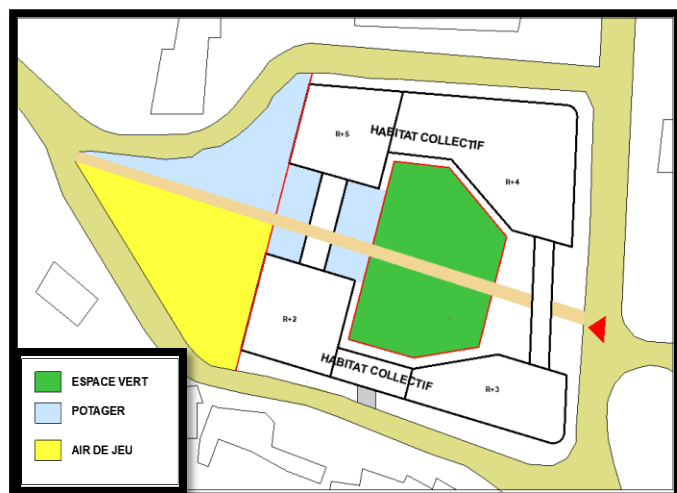 R+5
HABITAT COLLECTIF
R+4
R+2
HABITAT COLLECTIF
R+3
ESPACE VERT
POTAGER
AIR DE JEU